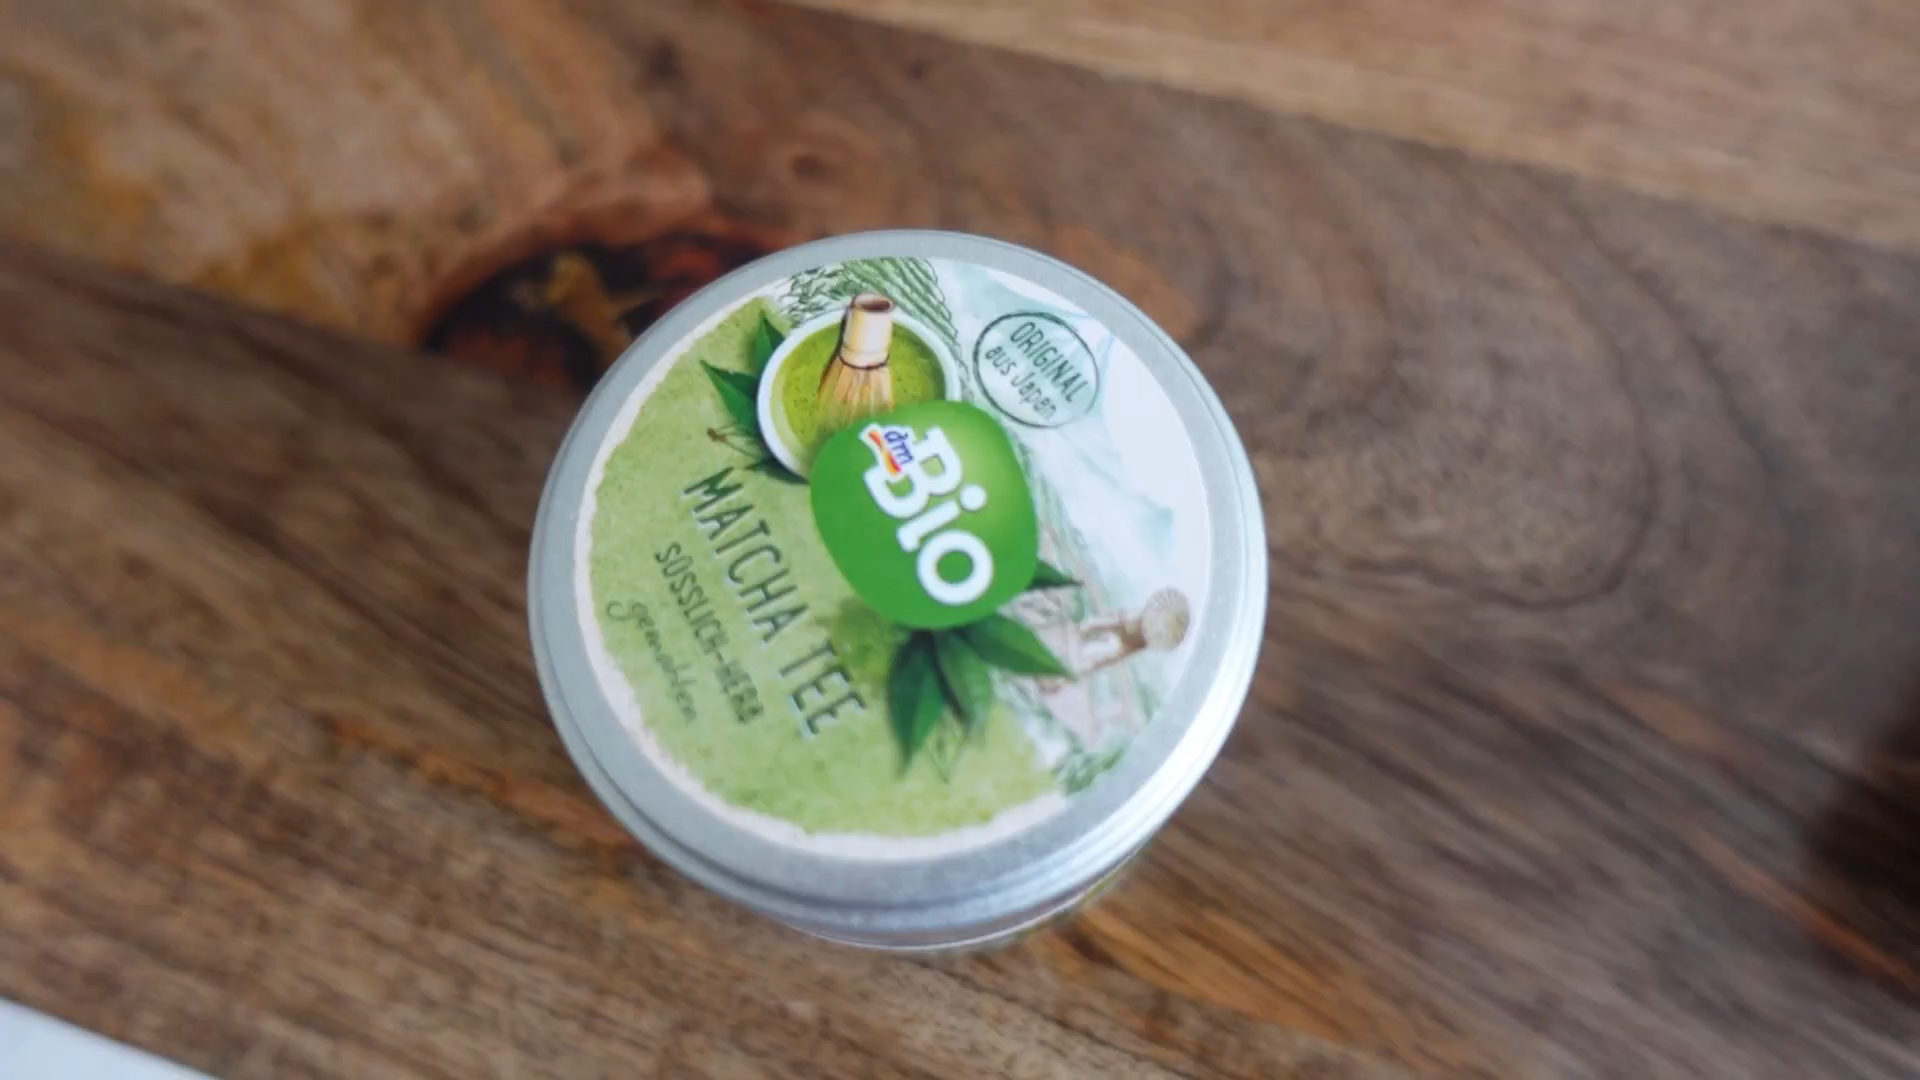 ORIGINAL
aus Japan
dm
Bio
MATCHA TEE
SÜSSLICH-HERB
gemahlen